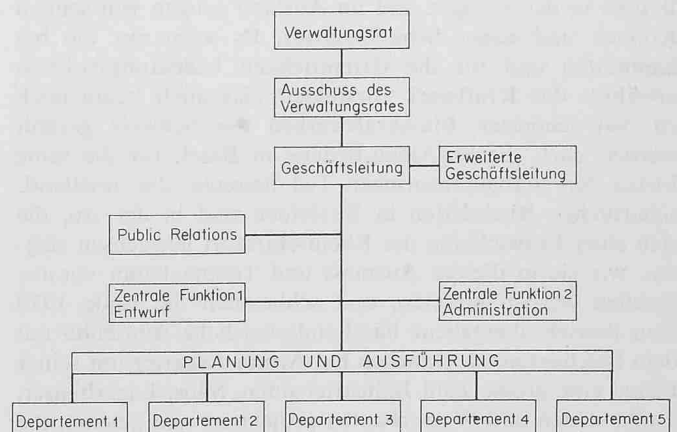 Verwaltungsrat
Ausschuss des
Verwaltungsrates
Geschäftsleitung
Erweiterte
Geschäftsleitung
Public Relations
Zentrale Funktion 1
Entwurf
Zentrale Funktion 2
Administration
PLANUNG UND AUSFÜHRUNG
Departement 1
Departement 2
Departement 3
Departement 4
Departement 5